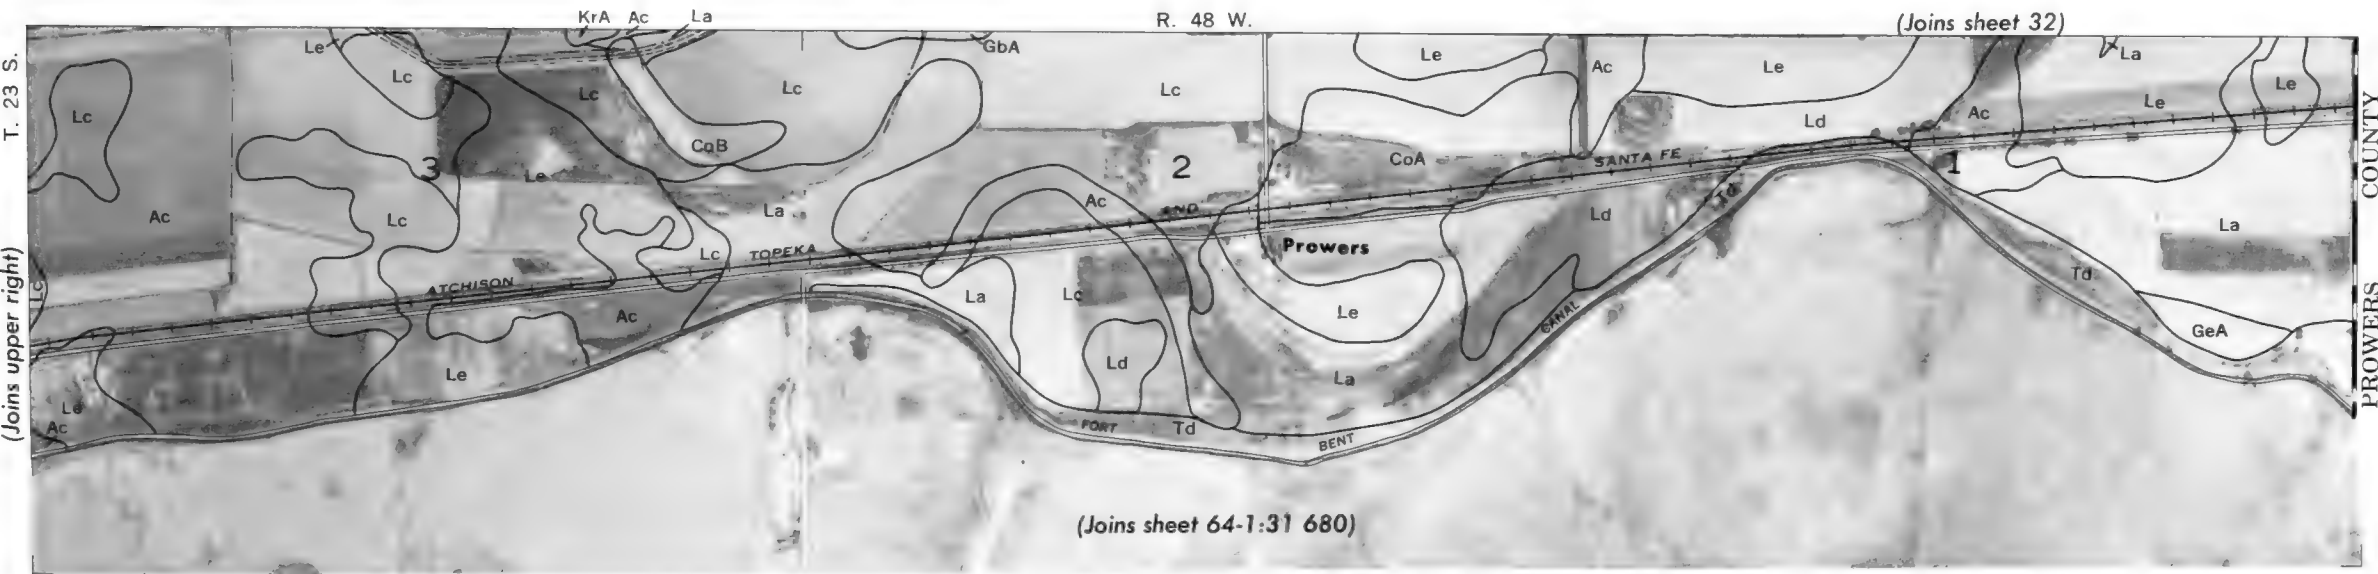 KrA Ac La
R. 48 W.
(Joins sheet 32)
T. 23 S.
(Joins upper right)
Le
Lc
GbA
Le
Ac
Le
La
Le
Lc
Lc
Lc
Lc
Le
Lc
Ac
Ld
CoB
CoA
3
Le
2
SANTA FE
1
COUNTY
Ac
Lc
La
Ac
AND
Ld
Td
La
Lc
TOPEKA
Prowers
Lc
ATCHISON
La
Lc
Td
Ac
Le
CANAL
GeA
PROWERS
Le
Ld
La
Le
Ac
FORT
Td
BENT
(Joins sheet 64-1:31 680)